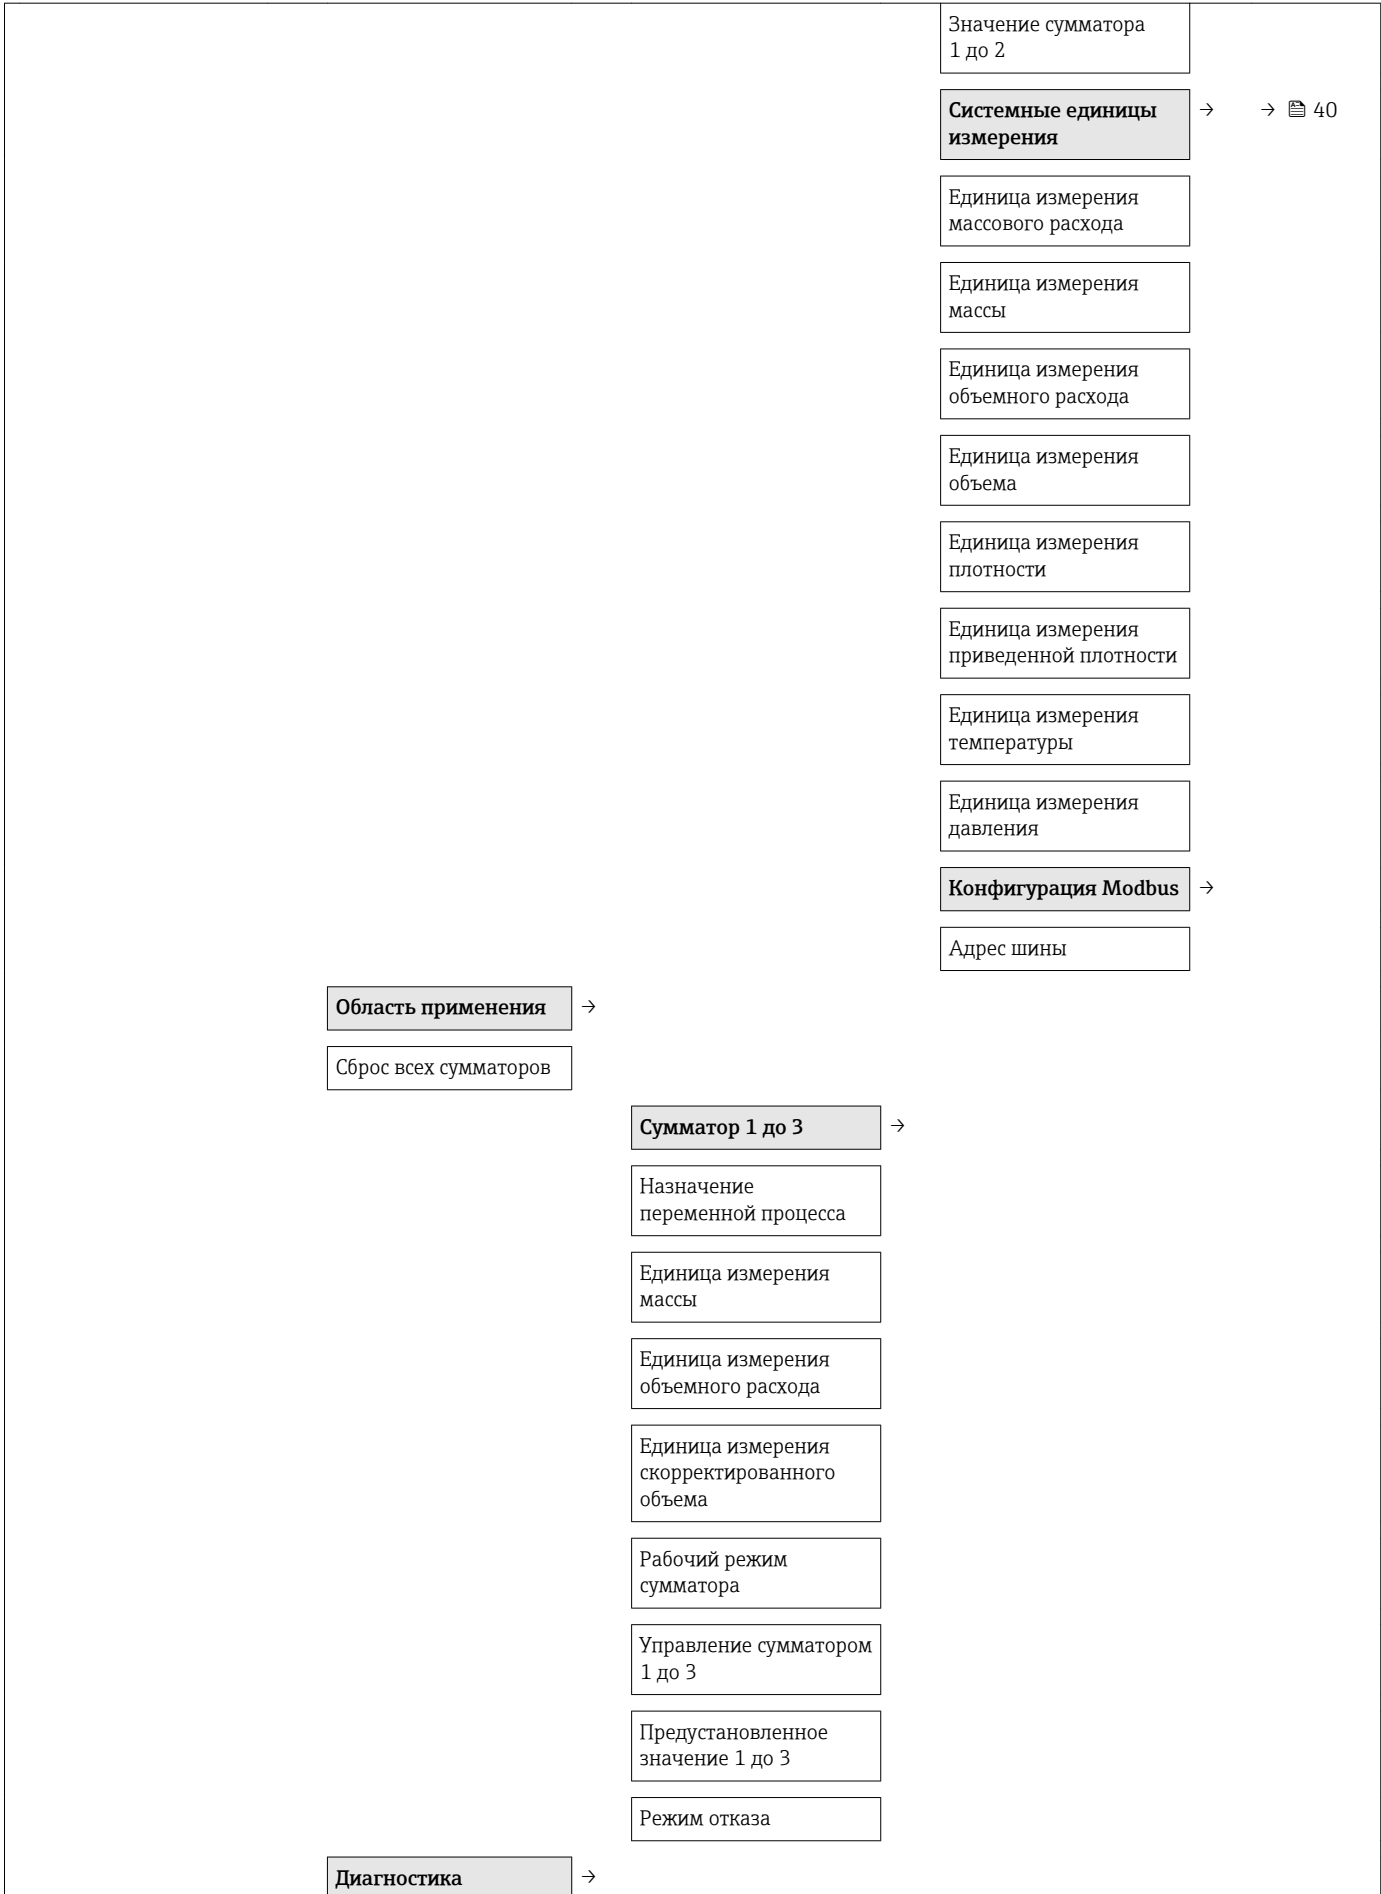 Значение сумматора
1 до 2
Системные единицы → → 🖹 40
измерения
Единица измерения
массового расхода
Единица измерения
массы
Единица измерения
объемного расхода
Единица измерения
объема
Единица измерения
плотности
Единица измерения
приведенной плотности
Единица измерения
температуры
Единица измерения
давления
Конфигурация Modbus →
Адрес шины
Область применения →
Сброс всех сумматоров
Сумматор 1 до 3 →
Назначение
переменной процесса
Единица измерения
массы
Единица измерения
объемного расхода
Единица измерения
скорректированного
объема
Рабочий режим
сумматора
Управление сумматором
1 до 3
Предустановленное
значение 1 до 3
Режим отказа
Диагностика →